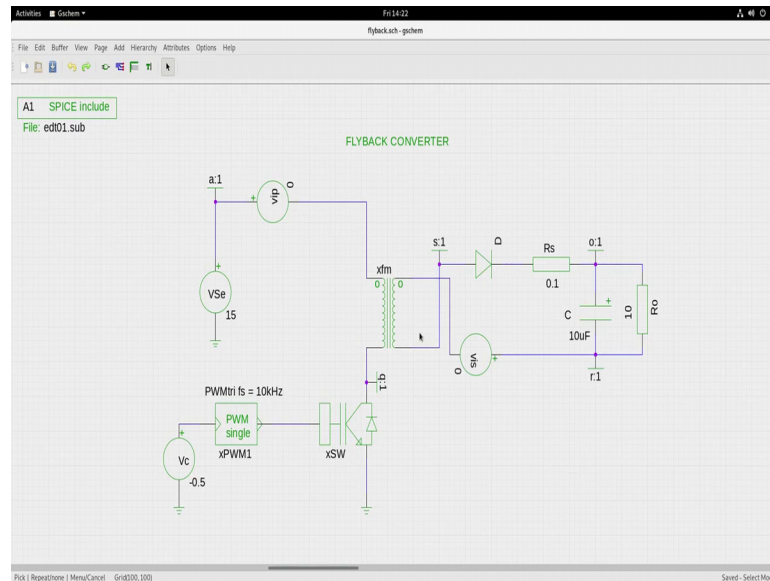 Activities Gschem Fri 14:22
flyback.sch - gschem
File Edit Buffer View Page Add Hierarchy Attributes Options Help
A1 SPICE include
File: edt01.sub
FLYBACK CONVERTER
a:1
vip
0
VSe
15
xfm
0 0
s:1
D
Rs
0.1
o:1
C
10uF
10
Ro
vis
0
r:1
q:1
PWMtri fs = 10kHz
PWM
single
xPWM1
xSW
Vc
-0.5
Pick | Repeat/none | Menu/Cancel Grid(100, 100)
Saved - Select Mo